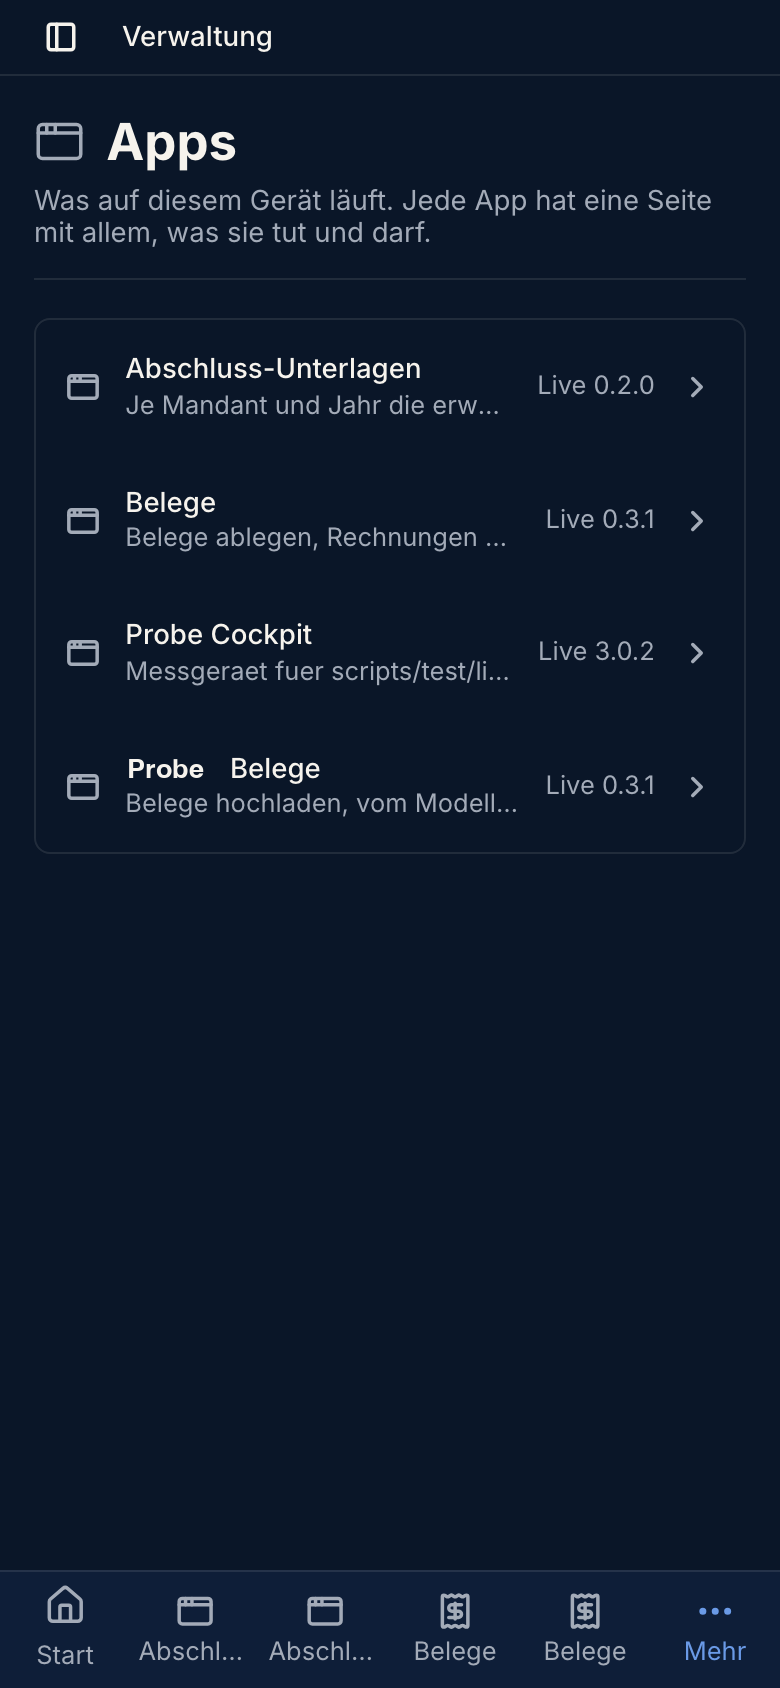 Verwaltung
Apps
Was auf diesem Gerät läuft. Jede App hat eine Seite
mit allem, was sie tut und darf.
Abschluss-Unterlagen
Je Mandant und Jahr die erw...
Live 0.2.0
Belege
Belege ablegen, Rechnungen ...
Live 0.3.1
Probe Cockpit
Messgeraet fuer scripts/test/li...
Live 3.0.2
Probe Belege
Belege hochladen, vom Modell...
Live 0.3.1
Start
Abschl...
Abschl...
Belege
Belege
Mehr